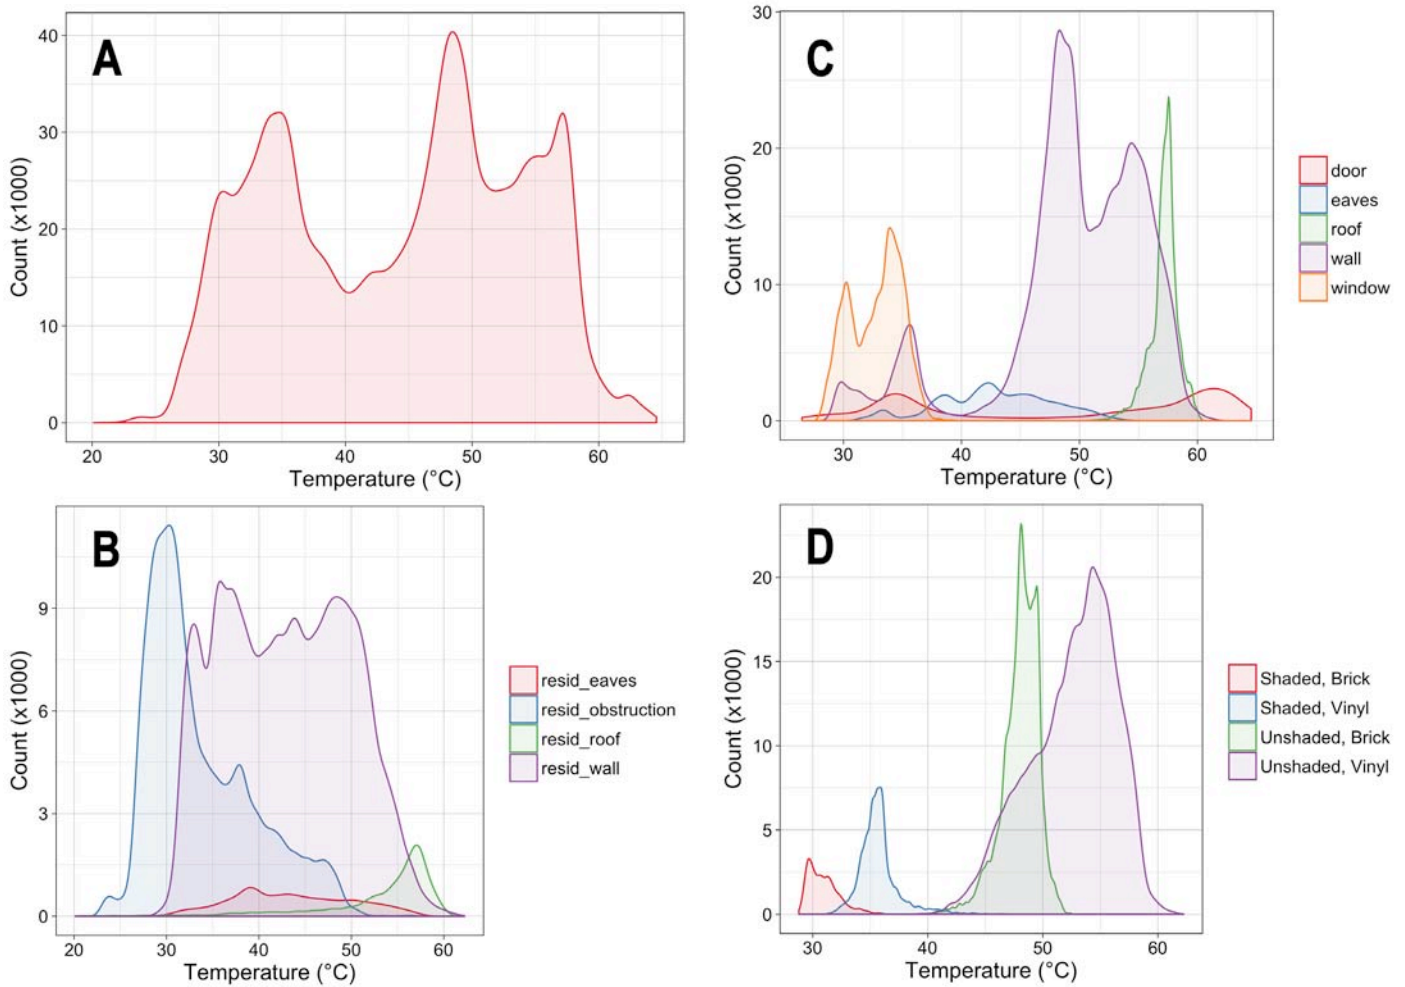 A
40
30
20
10
0
Count (x1000)
20 30 40 50 60
Temperature (°C)
C
30
20
10
0
Count (x1000)
30 40 50 60
Temperature (°C)
door
eaves
roof
wall
window
B
9
6
3
0
Count (x1000)
20 30 40 50 60
Temperature (°C)
resid_eaves
resid_obstruction
resid_roof
resid_wall
D
20
15
10
5
0
Count (x1000)
30 40 50 60
Temperature (°C)
Shaded, Brick
Shaded, Vinyl
Unshaded, Brick
Unshaded, Vinyl